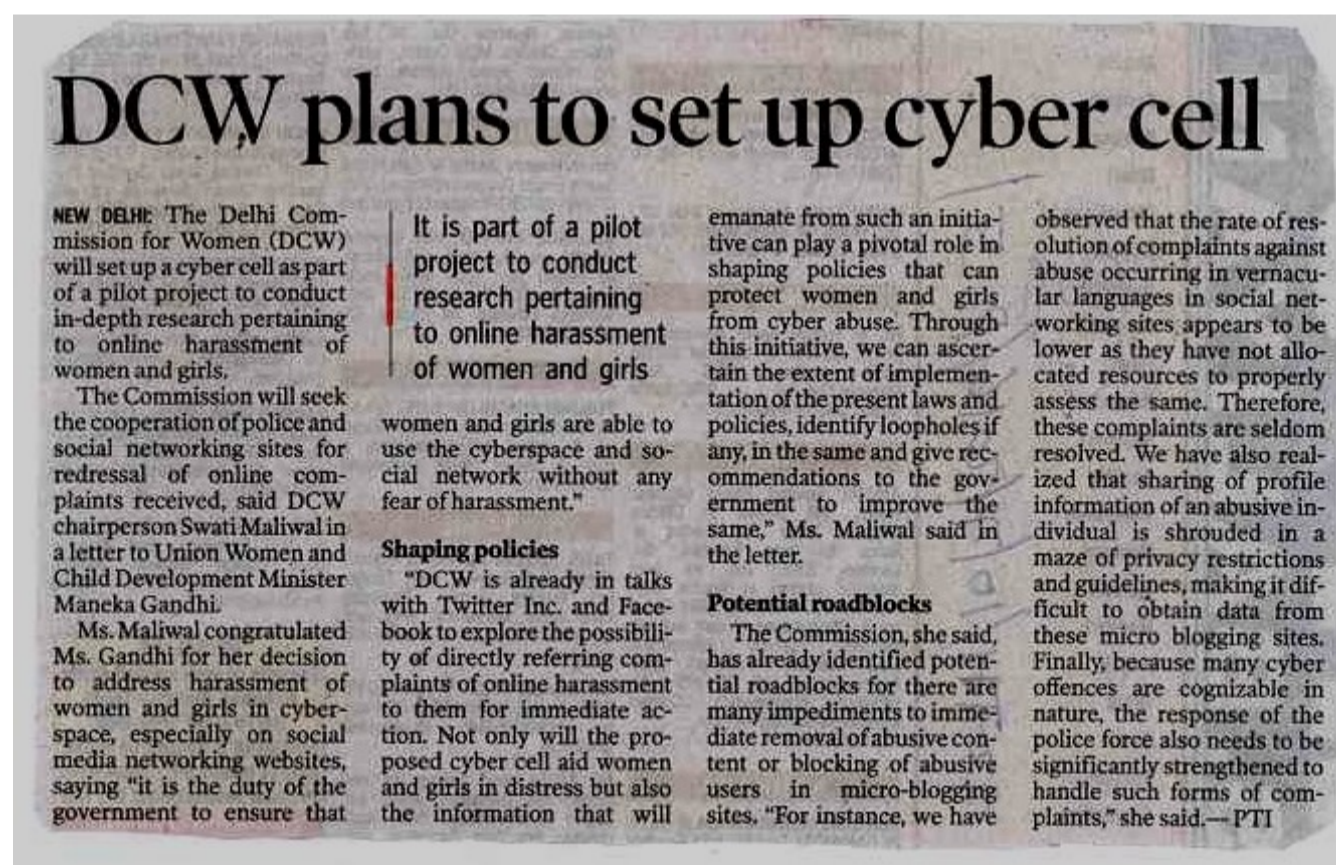 DCW plans to set up cyber cell
NEW DELHI: The Delhi Com-
mission for Women (DCW)
will set up a cyber cell as part
of a pilot project to conduct
in-depth research pertaining
to online harassment of
women and girls.
The Commission will seek
the cooperation of police and
social networking sites for
redressal of online com-
plaints received, said DCW
chairperson Swati Maliwal in
a letter to Union Women and
Child Development Minister
Maneka Gandhi.
Ms. Maliwal congratulated
Ms. Gandhi for her decision
to address harassment of
women and girls in cyber-
space, especially on social
media networking websites,
saying "it is the duty of the
government to ensure that
It is part of a pilot
project to conduct
research pertaining
to online harassment
of women and girls
women and girls are able to
use the cyberspace and so-
cial network without any
fear of harassment."
Shaping policies
"DCW is already in talks
with Twitter Inc. and Face-
book to explore the possibili-
ty of directly referring com-
plaints of online harassment
to them for immediate ac-
tion. Not only will the pro-
posed cyber cell aid women
and girls in distress but also
the information that will
emanate from such an initia-
tive can play a pivotal role in
shaping policies that can
protect women and girls
from cyber abuse. Through
this initiative, we can ascer-
tain the extent of implemen-
tation of the present laws and
policies, identify loopholes if
any, in the same and give rec-
ommendations to the gov-
ernment to improve the
same," Ms. Maliwal said in
the letter.
Potential roadblocks
The Commission, she said,
has already identified poten-
tial roadblocks for there are
many impediments to imme-
diate removal of abusive con-
tent or blocking of abusive
users in micro-blogging
sites. "For instance, we have
observed that the rate of res-
olution of complaints against
abuse occurring in vernacu-
lar languages in social net-
working sites appears to be
lower as they have not allo-
cated resources to properly
assess the same. Therefore,
these complaints are seldom
resolved. We have also real-
ized that sharing of profile
information of an abusive in-
dividual is shrouded in a
maze of privacy restrictions
and guidelines, making it dif-
ficult to obtain data from
these micro blogging sites.
Finally, because many cyber
offences are cognizable in
nature, the response of the
police force also needs to be
significantly strengthened to
handle such forms of com-
plaints," she said.— PTI